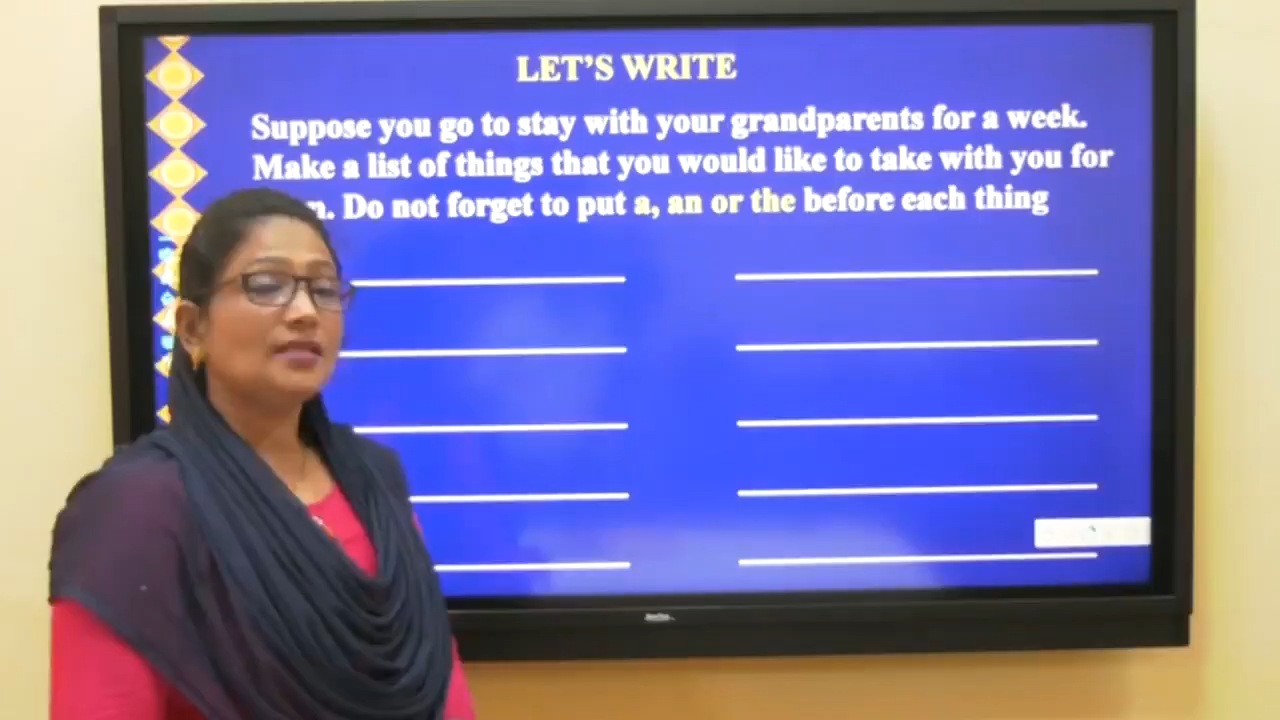 LET'S WRITE
Suppose you go to stay with your grandparents for a week.
Make a list of things that you would like to take with you for
Do not forget to put a, an or the before each thing